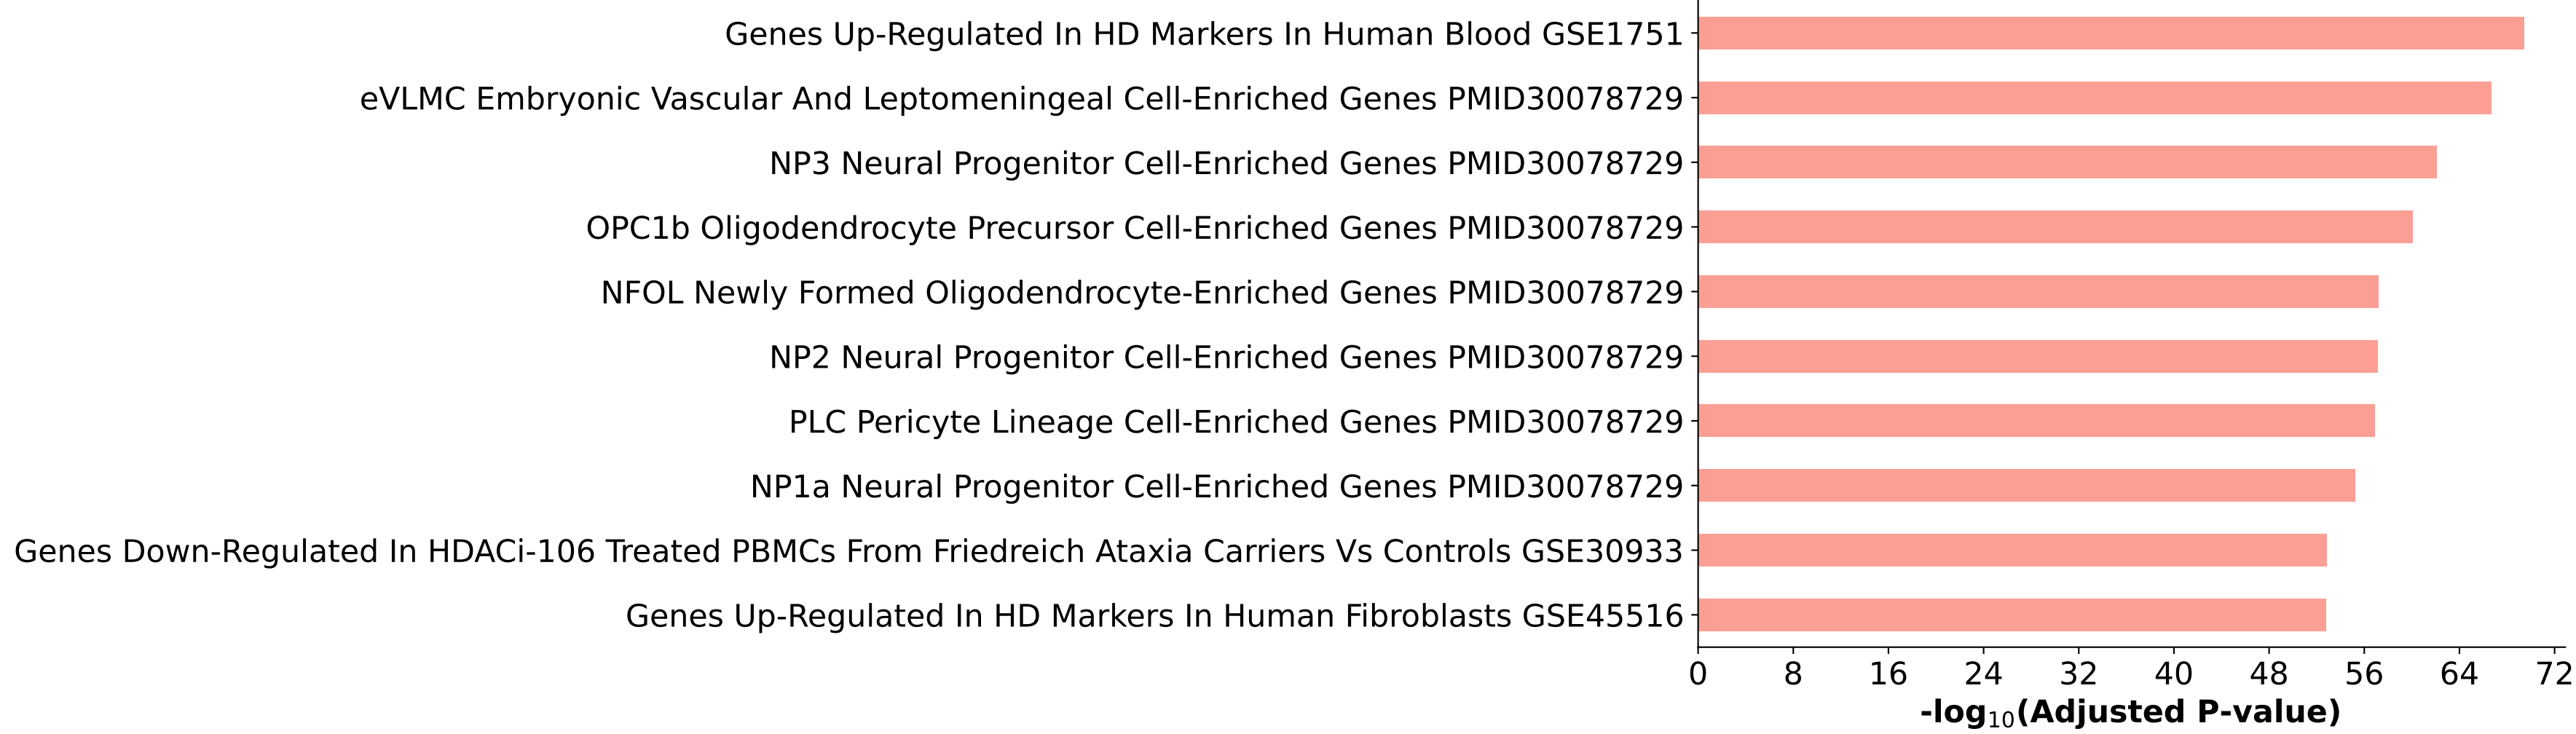 Genes Up-Regulated In HD Markers In Human Blood GSE1751
eVLMC Embryonic Vascular And Leptomeningeal Cell-Enriched Genes PMID30078729
NP3 Neural Progenitor Cell-Enriched Genes PMID30078729
OPC1b Oligodendrocyte Precursor Cell-Enriched Genes PMID30078729
NFOL Newly Formed Oligodendrocyte-Enriched Genes PMID30078729
NP2 Neural Progenitor Cell-Enriched Genes PMID30078729
PLC Pericyte Lineage Cell-Enriched Genes PMID30078729
NP1a Neural Progenitor Cell-Enriched Genes PMID30078729
Genes Down-Regulated In HDACi-106 Treated PBMCs From Friedreich Ataxia Carriers Vs Controls GSE30933
Genes Up-Regulated In HD Markers In Human Fibroblasts GSE45516
0 8 16 24 32 40 48 56 64 72
-log₁₀(Adjusted P-value)